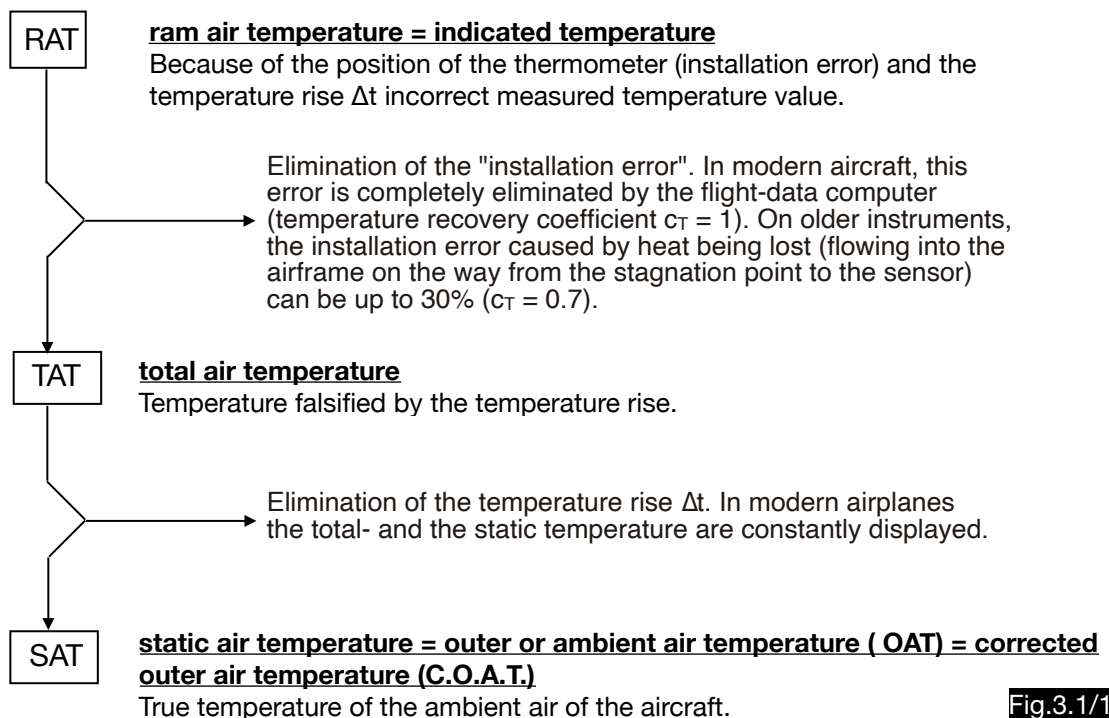 RAT
ram air temperature = indicated temperature
Because of the position of the thermometer (installation error) and the
temperature rise Δt incorrect measured temperature value.
Elimination of the "installation error". In modern aircraft, this
error is completely eliminated by the flight-data computer
(temperature recovery coefficient cT = 1). On older instruments,
the installation error caused by heat being lost (flowing into the
airframe on the way from the stagnation point to the sensor)
can be up to 30% (cT = 0.7).
TAT
total air temperature
Temperature falsified by the temperature rise.
Elimination of the temperature rise Δt. In modern airplanes
the total- and the static temperature are constantly displayed.
SAT
static air temperature = outer or ambient air temperature ( OAT) = corrected
outer air temperature (C.O.A.T.)
True temperature of the ambient air of the aircraft.
Fig.3.1/1